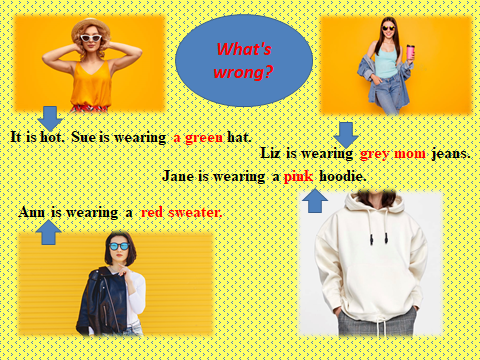 What's
wrong?
It is hot. Sue is wearing a green hat.
Liz is wearing grey mom jeans.
Jane is wearing a pink hoodie.
Ann is wearing a red sweater.